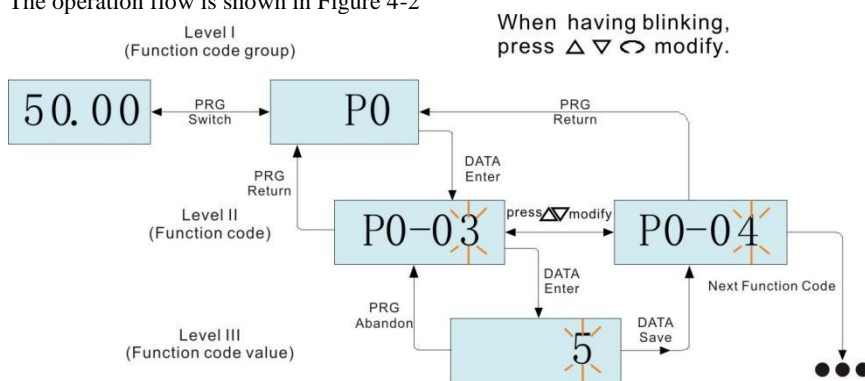 The operation flow is shown in Figure 4-2
Level I
(Function code group)
When having blinking,
press △ ▽ ⟳ modify.
50.00
PRG
Switch
P0
PRG
Return
PRG
Return
DATA
Enter
Level II
(Function code)
P0-03
press△▽modify
P0-04
PRG
Abandon
DATA
Enter
Next Function Code
Level III
(Function code value)
5
DATA
Save